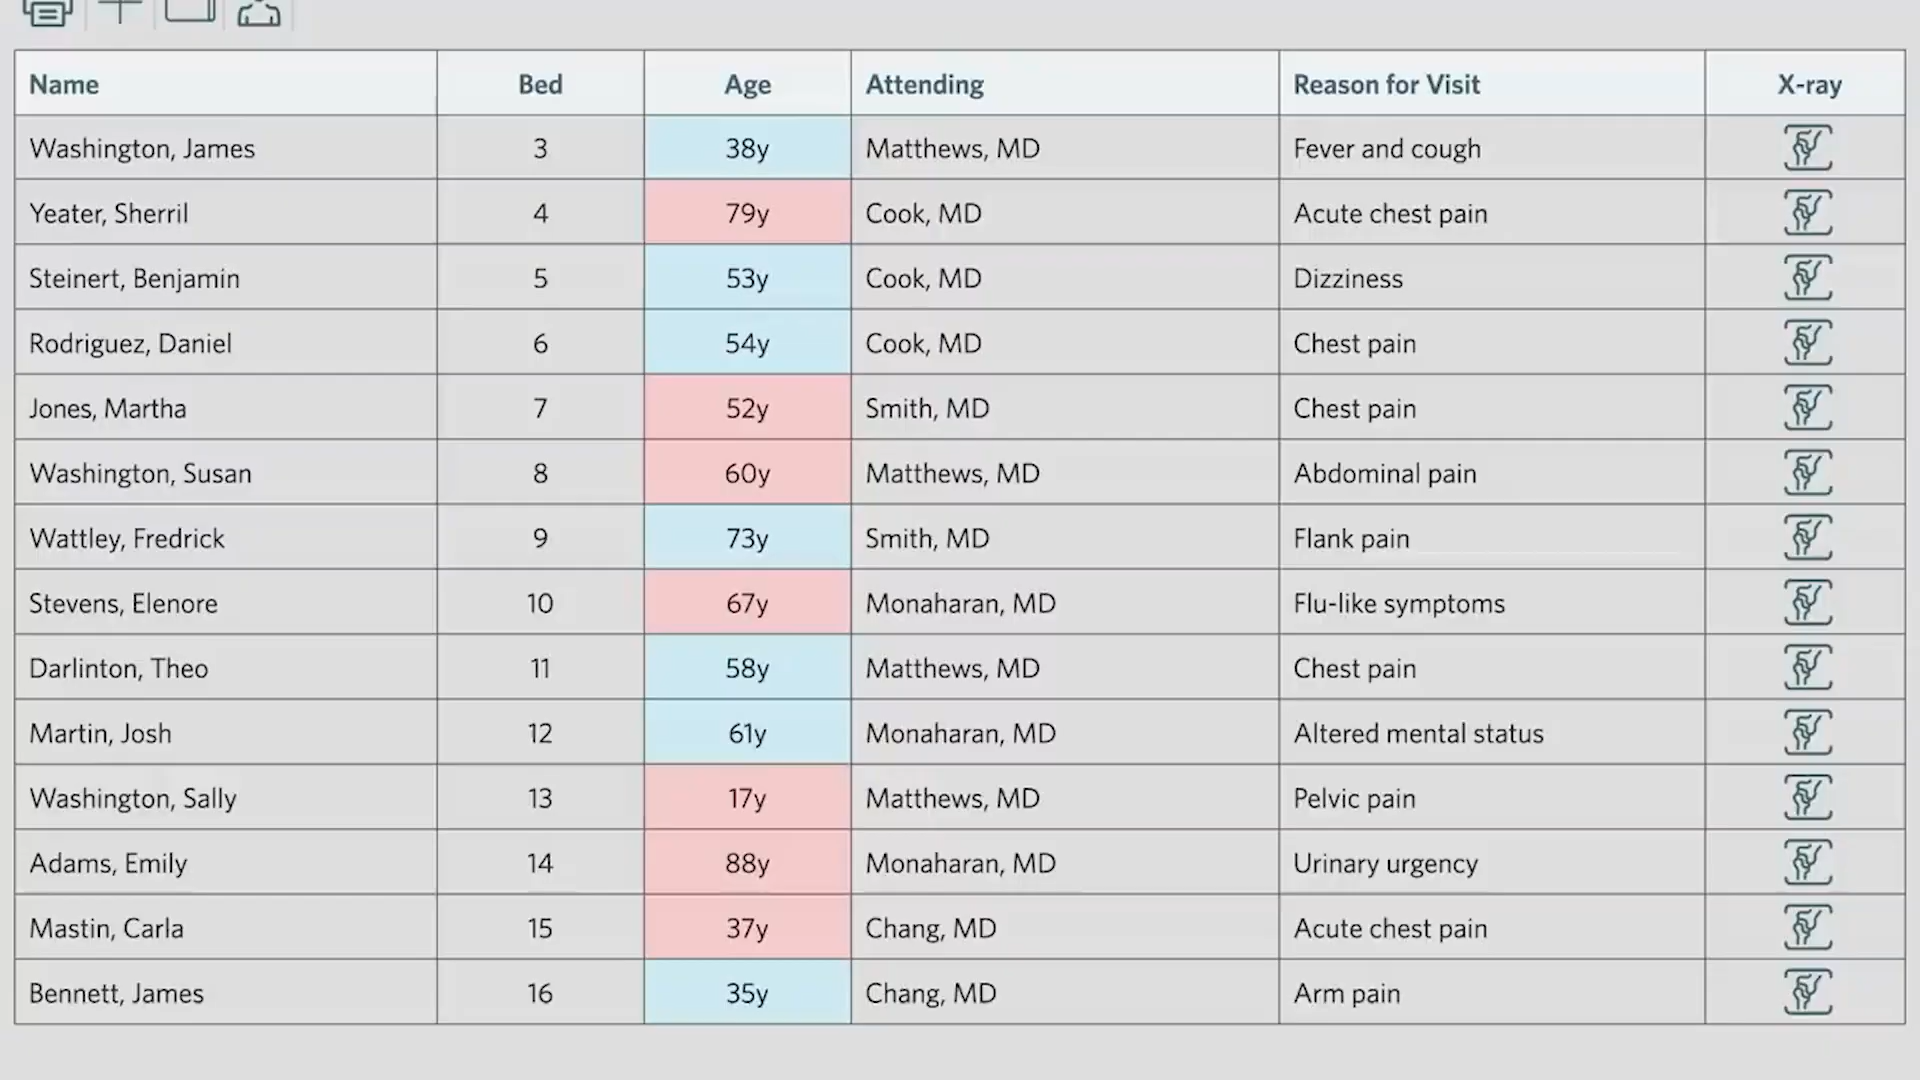 Name Bed Age Attending Reason for Visit X-ray
Washington, James 3 38y Matthews, MD Fever and cough
Yeater, Sherril 4 79y Cook, MD Acute chest pain
Steinert, Benjamin 5 53y Cook, MD Dizziness
Rodriguez, Daniel 6 54y Cook, MD Chest pain
Jones, Martha 7 52y Smith, MD Chest pain
Washington, Susan 8 60y Matthews, MD Abdominal pain
Wattley, Fredrick 9 73y Smith, MD Flank pain
Stevens, Elenore 10 67y Monaharan, MD Flu-like symptoms
Darlinton, Theo 11 58y Matthews, MD Chest pain
Martin, Josh 12 61y Monaharan, MD Altered mental status
Washington, Sally 13 17y Matthews, MD Pelvic pain
Adams, Emily 14 88y Monaharan, MD Urinary urgency
Mastin, Carla 15 37y Chang, MD Acute chest pain
Bennett, James 16 35y Chang, MD Arm pain